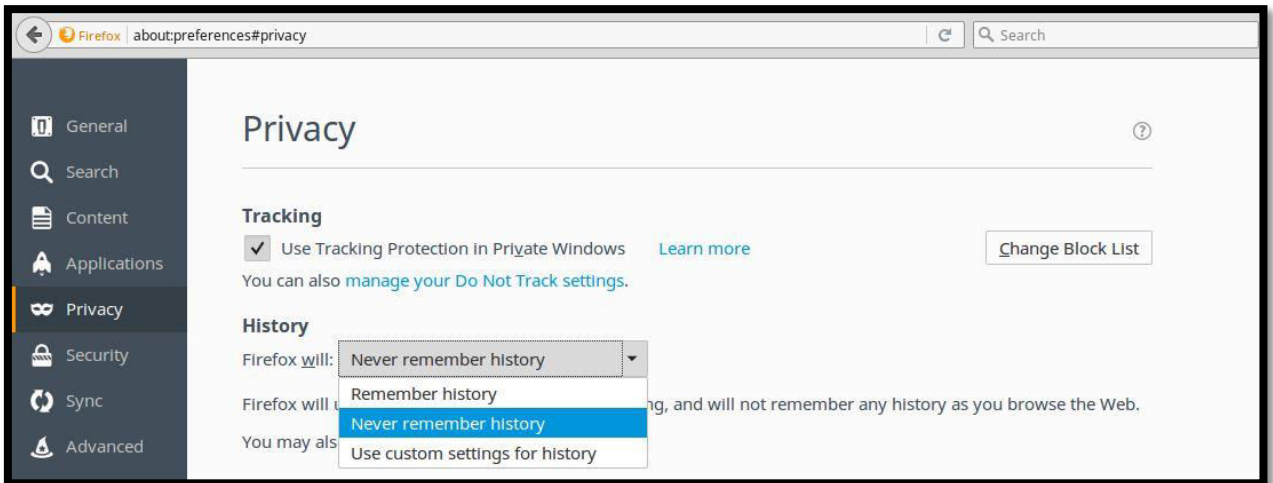 Firefox about:preferences#privacy
Search
General
Search
Content
Applications
Privacy
Security
Sync
Advanced
Privacy
?
Tracking
Use Tracking Protection in Private Windows Learn more
Change Block List
You can also manage your Do Not Track settings.
History
Firefox will: Never remember history
Remember history
Never remember history
Use custom settings for history
Firefox will ng, and will not remember any history as you browse the Web.
You may als